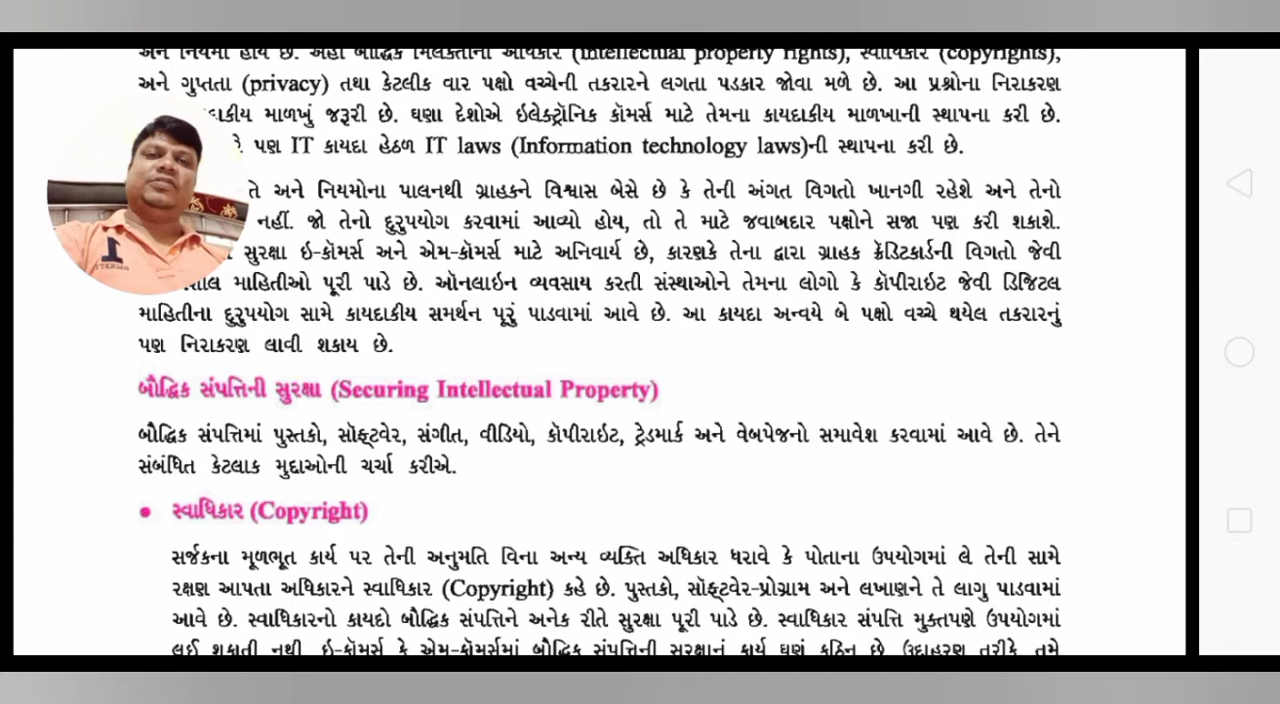 અને નિયમો હોય છે. અહીં બૌદ્ધિક મિલકતના અધિકાર (intellectual property rights), સ્વાધિકાર (copyrights),
અને ગુપ્તતા (privacy) તથા કેટલીક વાર પક્ષો વચ્ચેની તકરારને લગતા પડકાર જોવા મળે છે. આ પ્રશ્નોના નિરાકરણ
માળખું જરૂરી છે. ઘણા દેશોએ ઇલેક્ટ્રૉનિક કૉમર્સ માટે તેમના કાયદાકીય માળખાની સ્થાપના કરી છે.
પણ IT કાયદા હેઠળ IT laws (Information technology laws)ની સ્થાપના કરી છે.
અને નિયમોના પાલનથી ગ્રાહકને વિશ્વાસ બેસે છે કે તેની અંગત વિગતો ખાનગી રહેશે અને તેનો
નહીં. જો તેનો દુરુપયોગ કરવામાં આવ્યો હોય, તો તે માટે જવાબદાર પક્ષોને સજા પણ કરી શકાશે.
સુરક્ષા ઇ-કૉમર્સ અને એમ-કૉમર્સ માટે અનિવાર્ય છે, કારણકે તેના દ્વારા ગ્રાહક ક્રૅડિટકાર્ડની વિગતો જેવી
માહિતીઓ પૂરી પાડે છે. ઑનલાઇન વ્યવસાય કરતી સંસ્થાઓને તેમના લોગો કે કૉપીરાઇટ જેવી ડિજિટલ
માહિતીના દુરુપયોગ સામે કાયદાકીય સમર્થન પૂરું પાડવામાં આવે છે. આ કાયદા અન્વયે બે પક્ષો વચ્ચે થયેલ તકરારનું
પણ નિરાકરણ લાવી શકાય છે.
બૌદ્ધિક સંપત્તિની સુરક્ષા (Securing Intellectual Property)
બૌદ્ધિક સંપત્તિમાં પુસ્તકો, સૉફ્ટવેર, સંગીત, વીડિયો, કૉપીરાઇટ, ટ્રેડમાર્ક અને વેબપેજનો સમાવેશ કરવામાં આવે છે. તેને
સંબંધિત કેટલાક મુદ્દાઓની ચર્ચા કરીએ.
• સ્વાધિકાર (Copyright)
સર્જકના મૂળભૂત કાર્ય પર તેની અનુમતિ વિના અન્ય વ્યક્તિ અધિકાર ધરાવે કે પોતાના ઉપયોગમાં લે તેની સામે
રક્ષણ આપતા અધિકારને સ્વાધિકાર (Copyright) કહે છે. પુસ્તકો, સૉફ્ટવેર-પ્રોગ્રામ અને લખાણને તે લાગુ પાડવામાં
આવે છે. સ્વાધિકારનો કાયદો બૌદ્ધિક સંપત્તિને અનેક રીતે સુરક્ષા પૂરી પાડે છે. સ્વાધિકાર સંપત્તિ મુક્તપણે ઉપયોગમાં
લઈ શકાતી નથી. ઇ-કૉમર્સ કે એમ-કૉમર્સમાં બૌદ્ધિક સંપત્તિની સુરક્ષાનું કાર્ય ઘણું કઠિન છે. ઉદાહરણ તરીકે, તમે